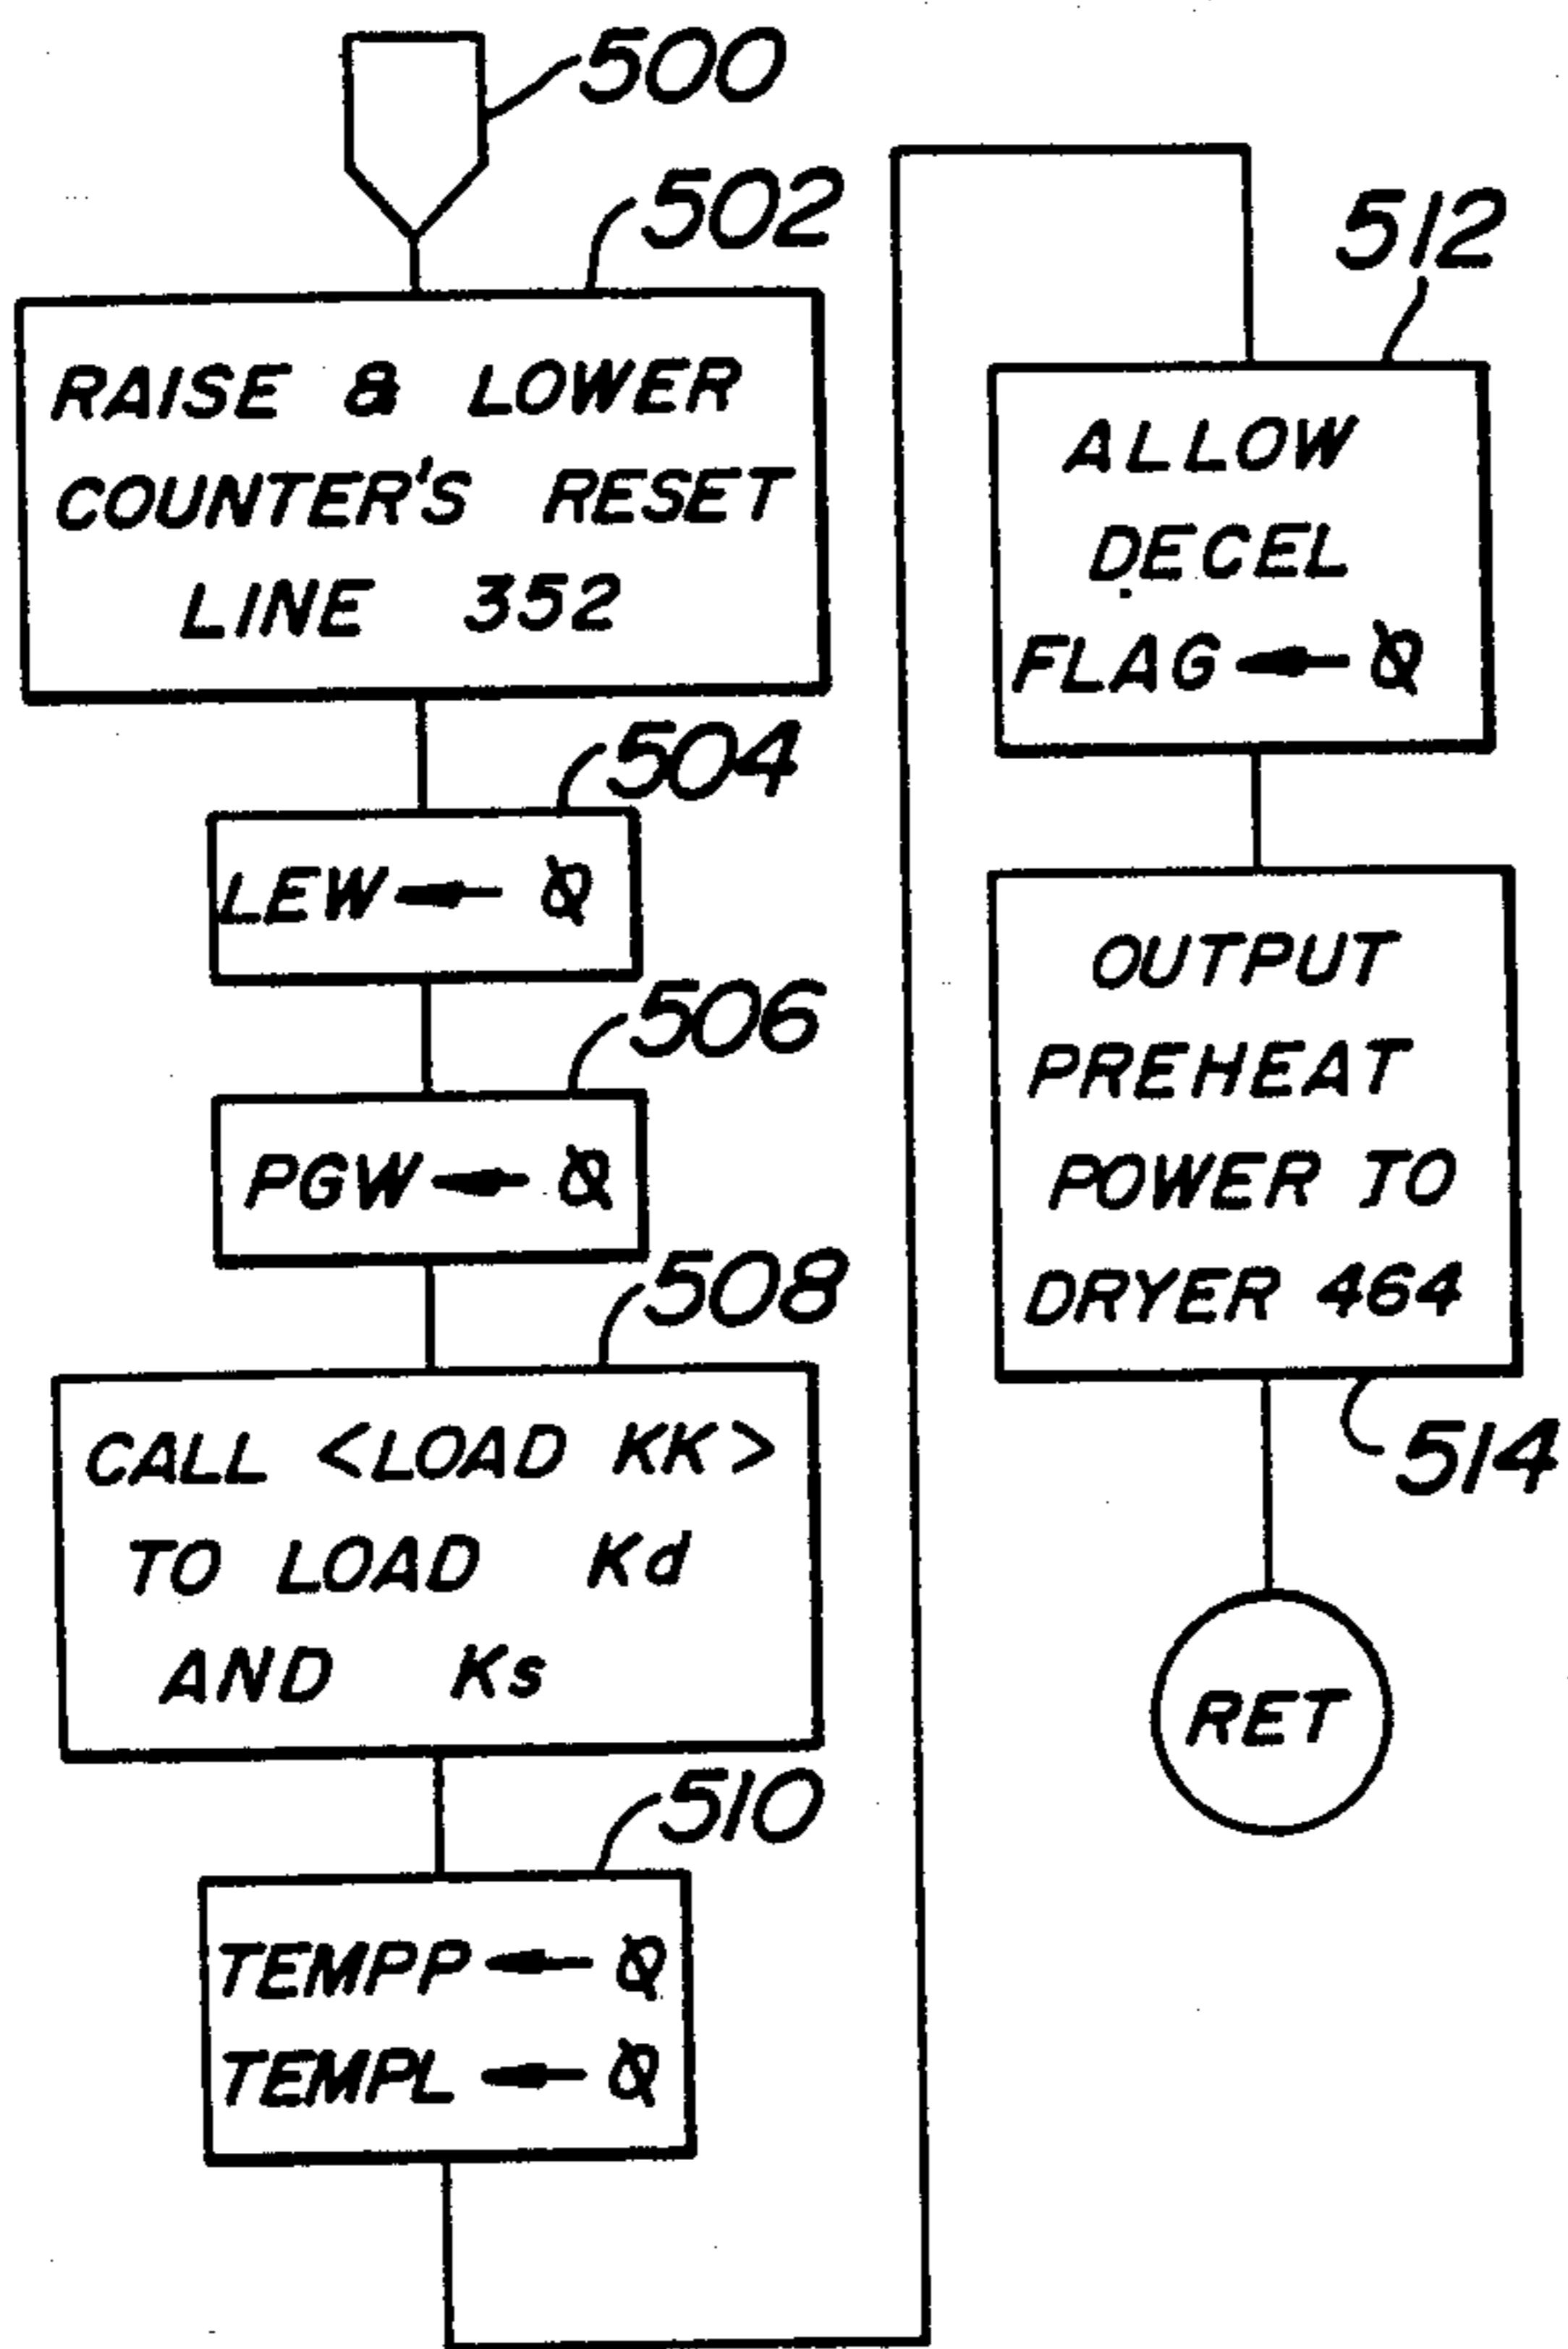 500
502
RAISE & LOWER
COUNTER'S RESET
LINE 352
504
LEW ← Ø
506
PGW ← Ø
508
CALL <LOAD KK>
TO LOAD Kd
AND Ks
510
TEMPP ← Ø
TEMPL ← Ø
512
ALLOW
DECEL
FLAG ← Ø
OUTPUT
PREHEAT
POWER TO
DRYER 464
514
RET